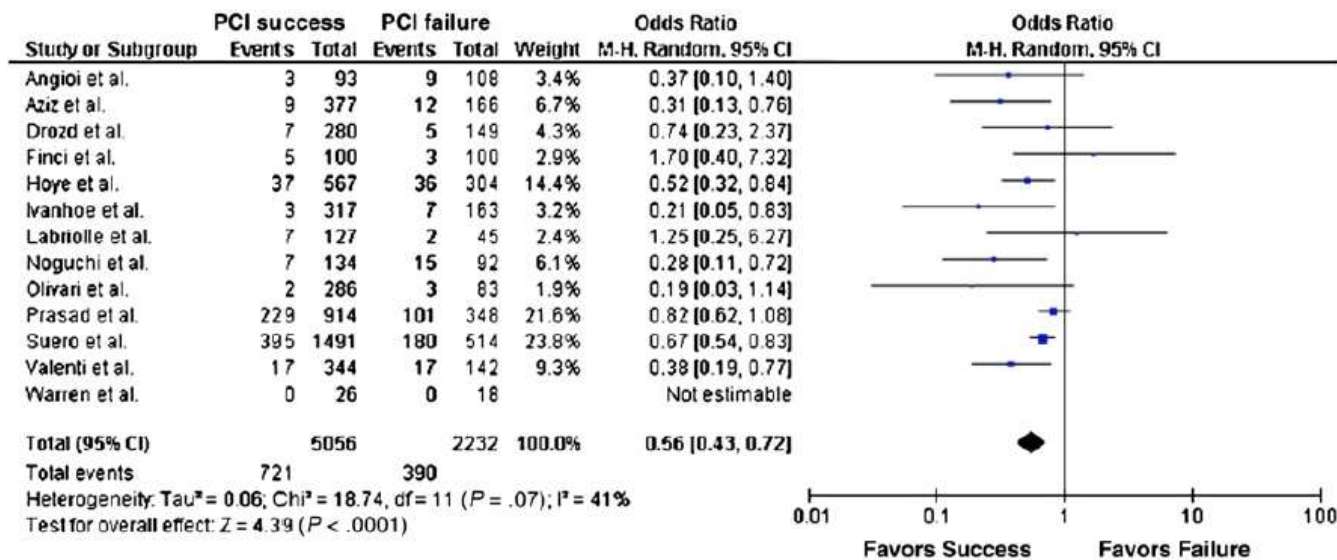 PCI success PCI failure Odds Ratio Odds Ratio
Study or Subgroup Events Total Events Total Weight M-H, Random, 95% CI M-H, Random, 95% CI
Angioi et al. 3 93 9 108 3.4% 0.37 [0.10, 1.40]
Aziz et al. 9 377 12 166 6.7% 0.31 [0.13, 0.76]
Drozd et al. 7 280 5 149 4.3% 0.74 [0.23, 2.37]
Finci et al. 5 100 3 100 2.9% 1.70 [0.40, 7.32]
Hoye et al. 37 567 36 304 14.4% 0.52 [0.32, 0.84]
Ivanhoe et al. 3 317 7 163 3.2% 0.21 [0.05, 0.83]
Labriolle et al. 7 127 2 45 2.4% 1.25 [0.25, 6.27]
Noguchi et al. 7 134 15 92 6.1% 0.28 [0.11, 0.72]
Olivari et al. 2 286 3 83 1.9% 0.19 [0.03, 1.14]
Prasad et al. 229 914 101 348 21.6% 0.82 [0.62, 1.08]
Suero et al. 395 1491 180 514 23.8% 0.67 [0.54, 0.83]
Valenti et al. 17 344 17 142 9.3% 0.38 [0.19, 0.77]
Warren et al. 0 26 0 18 Not estimable
Total (95% CI) 5056 2232 100.0% 0.56 [0.43, 0.72]
Total events 721 390
Heterogeneity: Tau² = 0.06; Chi² = 18.74, df = 11 (P = .07); I² = 41%
Test for overall effect: Z = 4.39 (P < .0001)
0.01 0.1 1 10 100
Favors Success Favors Failure